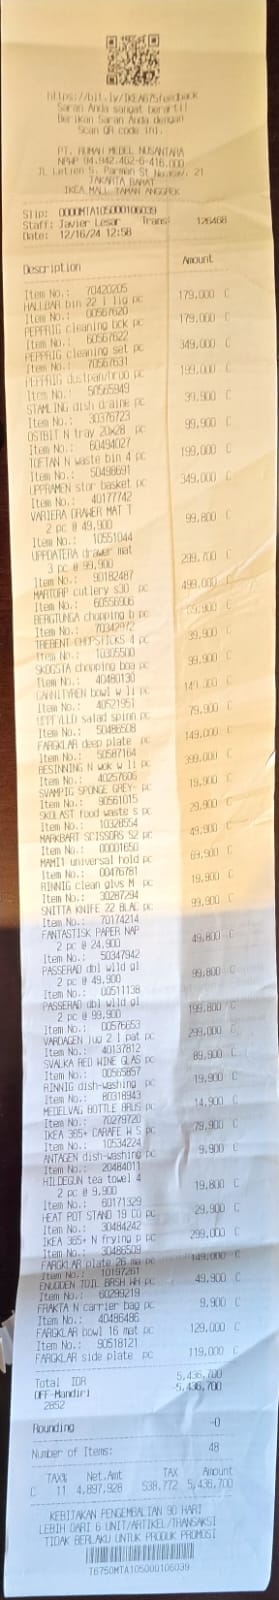 https://bit.ly/IKEA675feedback
Saran Anda sangat berarti!
Berikan Saran Anda dengan
Scan QR code ini.
PT. RUMAH MEBEL NUSANTARA
NPWP 04.942.462-6-416.000
JL Letjen S. Parman St No.kav. 21
JAKARTA BARAT
IKEA MALL TAMAN ANGGREK
Slip: 0000MTA105000106039
Staff: Javier Lesar Trans: 126468
Date: 12/16/24 12:58
Description Amount
Item No.: 70420205
HALLBAR bin 22 l lig pc 179,000 C
Item No.: 00567620
PEPPRIG cleaning bck pc 179,000 C
Item No.: 60567622
PEPPRIG cleaning set pc 349,000 C
Item No.: 70567631
PEPPRIG dustpan/broo pc 199,000 C
Item No.: 50565949
STAMLING dish draine pc 39,900 C
Item No.: 30376723
OSTBIT N tray 20x28 pc 99,900 C
Item No.: 60494027
TOFTAN N waste bin 4 pc 199,000 C
Item No.: 50498691
UPPRAMEN stor basket pc 349,000 C
Item No.: 40177742
VARIERA DRAWER MAT T
2 pc @ 49,900 99,800 C
Item No.: 10551044
UPPDATERA drawer mat
3 pc @ 99,900 299,700 C
Item No.: 90182487
MARTORP cutlery s30 pc 499,000 C
Item No.: 60556906
BERGTUNGA chopping b pc 69,900 C
Item No.: 70342972
TREBENT CHOPSTICKS 4 pc 39,900 C
Item No.: 10305500
SKOGSTA chopping boa pc 99,900 C
Item No.: 40480130
bowl w li pc C
Item No.: 40521951
UPPFYLLD salad spinn pc 79,900 C
Item No.: 50486508
FARGKLAR deep plate pc 149,000 C
Item No.: 50587164
BESINNING N wok w li pc 399,000 C
Item No.: 40257606
SVAMPIG SPONGE GREY- pc 19,900 C
Item No.: 90561015
SKOLAST food waste s pc 29,900 C
Item No.: 10328554
MARKBART SCISSORS S2 pc 49,900 C
Item No.: 00001650
MAMIT universal hold pc 69,900 C
Item No.: 00476781
RINNIG clean glvs M pc 19,900 C
Item No.: 30287294
SNITTA KNIFE 22 BLAC pc 99,900 C
Item No.: 70174214
FANTASTISK PAPER NAP
2 pc @ 24,900 49,800 C
Item No.: 50347942
PASSERAD dbl wlld gl
2 pc @ 49,900 99,800 C
Item No.: 00511138
PASSERAD dbl wlld gl
2 pc @ 99,900 199,800 C
Item No.: 00576653
VARDAGEN jug 2 l pat pc 299,000 C
Item No.: 40137812
SVALKA RED WINE GLAS pc 89,900 C
Item No.: 00565857
RINNIG dish-washing pc 19,900 C
Item No.: 80318943
MEDELVAG BOTTLE BRUS pc 14,900 C
Item No.: 70279720
IKEA 365+ CARAFE W S pc 79,900 C
Item No.: 10534224
ANTAGEN dish-washing pc 9,900 C
Item No.: 20484011
HILDEGUN tea towel 4
2 pc @ 9,900 19,800 C
Item No.: 60171329
HEAT POT STAND 19 CO pc 29,900 C
Item No.: 30484242
IKEA 365+ N frying p pc 299,000 C
Item No.: 30486509
FARGKLAR plate 26 ma pc 149,000 C
Item No.: 10197261
ENUDDEN TOIL BRSH WH pc 49,900 C
Item No.: 60299219
FRAKTA N carrier bag pc 9,900 C
Item No.: 40486486
FARGKLAR bowl 16 mat pc 129,000 C
Item No.: 90518121
FARGKLAR side plate pc 119,000 C
Total IDR 5,436,700
OFF-Mandiri -5,436,700
2852
Rounding -0
Number of Items: 48
TAX% Net.Amt TAX Amount
C 11 4,897,928 538,772 5,436,700
KEBIJAKAN PENGEMBALIAN 90 HARI
LEBIH DARI 6 UNIT/ARTIKEL/TRANSAKSI
TIDAK BERLAKU UNTUK PRODUK PROMOSI
T6750MTA105000106039